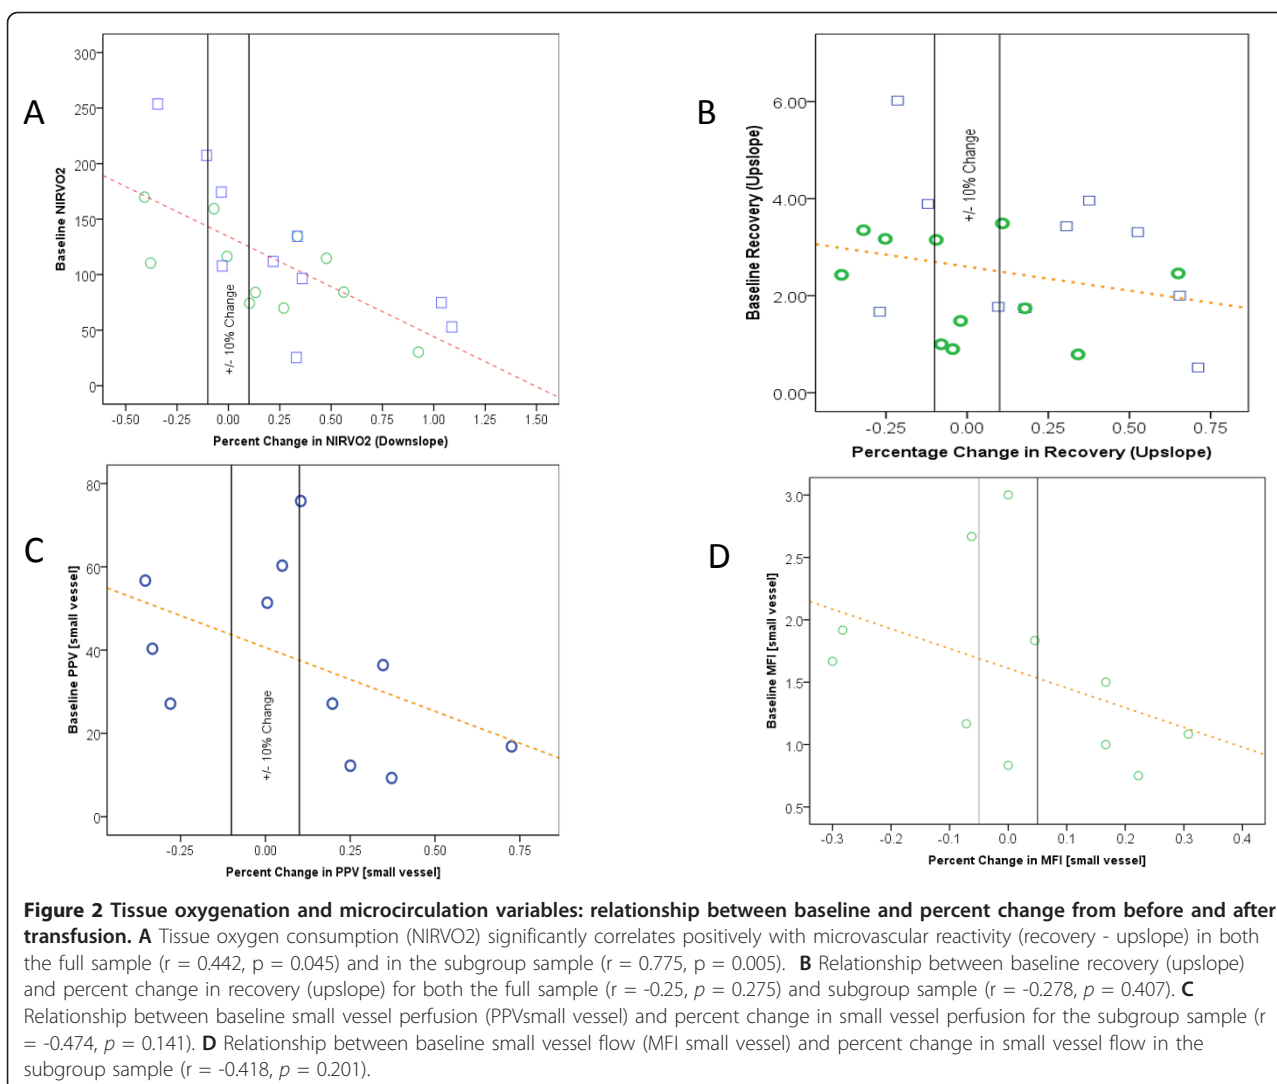 A
300
250
200
150
100
50
0
Baseline NIRVO2
+/- 10% Change
-0.50 -0.25 0.00 0.25 0.50 0.75 1.00 1.25 1.50
Percent Change in NIRVO2 (Downslope)
B
6.00
4.00
2.00
0.00
Baseline Recovery (Upslope)
+/- 10% Change
-0.25 0.00 0.25 0.50 0.75
Percentage Change in Recovery (Upslope)
C
80
60
40
20
0
Baseline PPV [small vessel]
+/- 10% Change
-0.25 0.00 0.25 0.50 0.75
Percent Change in PPV [small vessel]
D
3.0
2.5
2.0
1.5
1.0
0.5
Baseline MFI [small vessel]
-0.3 -0.2 -0.1 0.0 0.1 0.2 0.3 0.4
Percent Change in MFI [small vessel]
Figure 2 Tissue oxygenation and microcirculation variables: relationship between baseline and percent change from before and after
transfusion. A Tissue oxygen consumption (NIRVO2) significantly correlates positively with microvascular reactivity (recovery - upslope) in both
the full sample (r = 0.442, p = 0.045) and in the subgroup sample (r = 0.775, p = 0.005). B Relationship between baseline recovery (upslope)
and percent change in recovery (upslope) for both the full sample (r = -0.25, p = 0.275) and subgroup sample (r = -0.278, p = 0.407). C
Relationship between baseline small vessel perfusion (PPVsmall vessel) and percent change in small vessel perfusion for the subgroup sample (r
= -0.474, p = 0.141). D Relationship between baseline small vessel flow (MFI small vessel) and percent change in small vessel flow in the
subgroup sample (r = -0.418, p = 0.201).